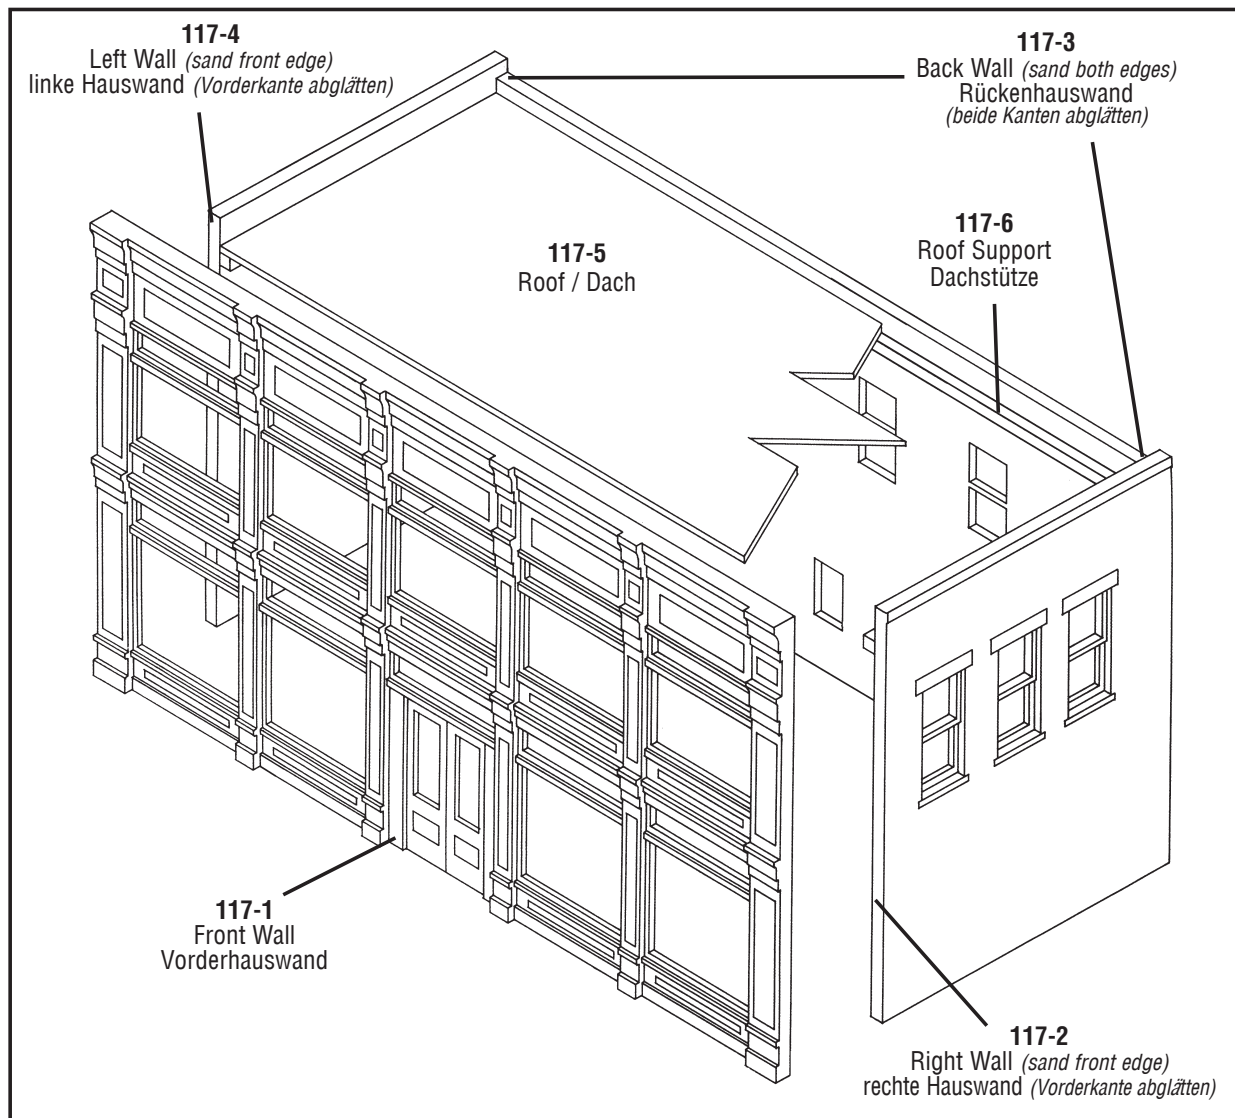 117-4
Left Wall (sand front edge)
linke Hauswand (Vorderkante abglätten)
117-3
Back Wall (sand both edges)
Rückenhauswand
(beide Kanten abglätten)
117-6
Roof Support
Dachstütze
117-5
Roof / Dach
117-1
Front Wall
Vorderhauswand
117-2
Right Wall (sand front edge)
rechte Hauswand (Vorderkante abglätten)